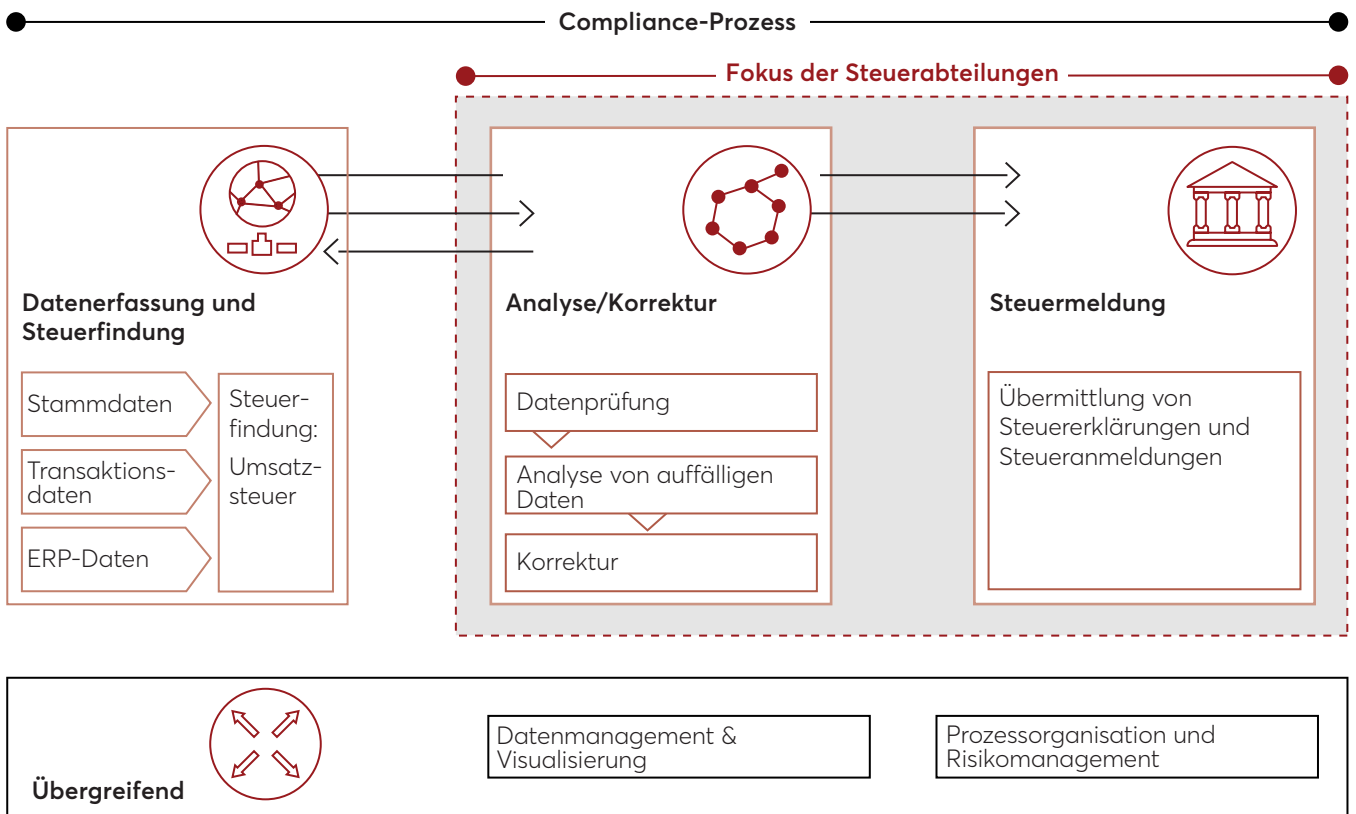 Compliance-Prozess
Fokus der Steuerabteilungen
Datenerfassung und
Steuerfindung
Stammdaten
Transaktions-
daten
ERP-Daten
Steuer-
findung:
Umsatz-
steuer
Analyse/Korrektur
Datenprüfung
Analyse von auffälligen
Daten
Korrektur
Steuermeldung
Übermittlung von
Steuererklärungen und
Steueranmeldungen
Übergreifend
Datenmanagement &
Visualisierung
Prozessorganisation und
Risikomanagement